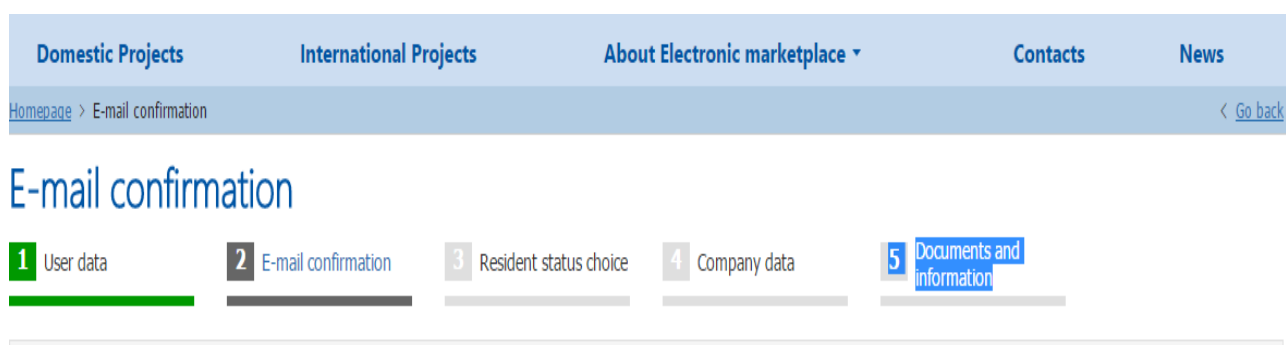 Domestic Projects International Projects About Electronic marketplace Contacts News
Homepage > E-mail confirmation < Go back
E-mail confirmation
1 User data 2 E-mail confirmation 3 Resident status choice 4 Company data 5 Documents and
information